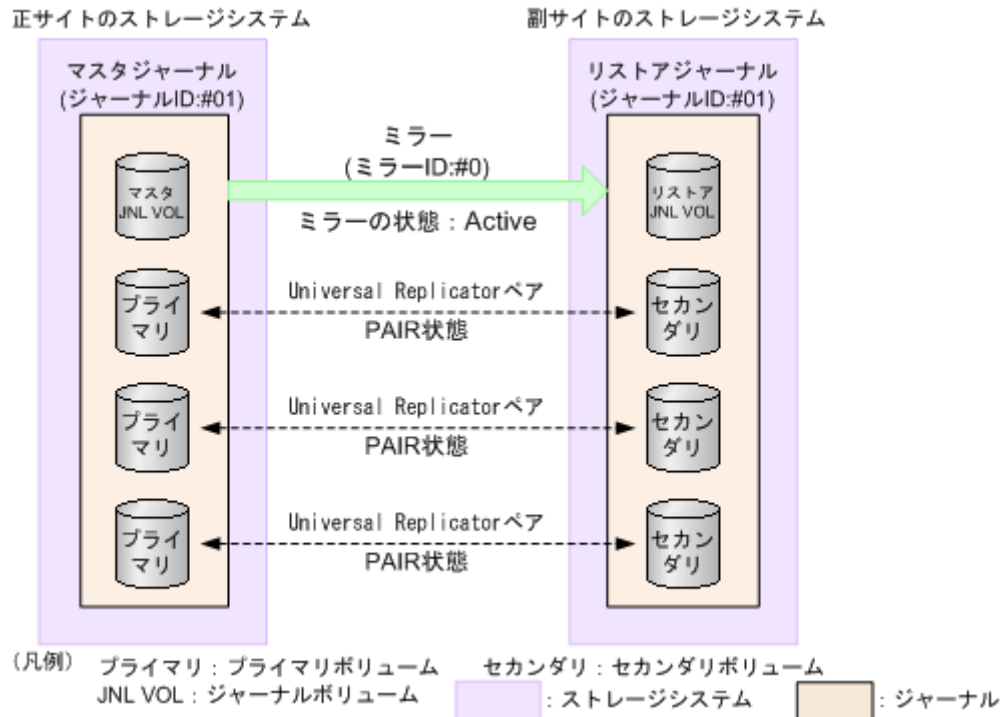 正サイトのストレージシステム
副サイトのストレージシステム
マスタジャーナル
(ジャーナルID:#01)
リストアジャーナル
(ジャーナルID:#01)
ミラー
(ミラーID:#0)
ミラーの状態：Active
マスタ
JNL VOL
リストア
JNL VOL
Universal Replicatorペア
PAIR状態
プライ
マリ
セカン
ダリ
Universal Replicatorペア
PAIR状態
プライ
マリ
セカン
ダリ
Universal Replicatorペア
PAIR状態
プライ
マリ
セカン
ダリ
(凡例)
プライマリ：プライマリボリューム
セカンダリ：セカンダリボリューム
JNL VOL：ジャーナルボリューム
：ストレージシステム
：ジャーナル